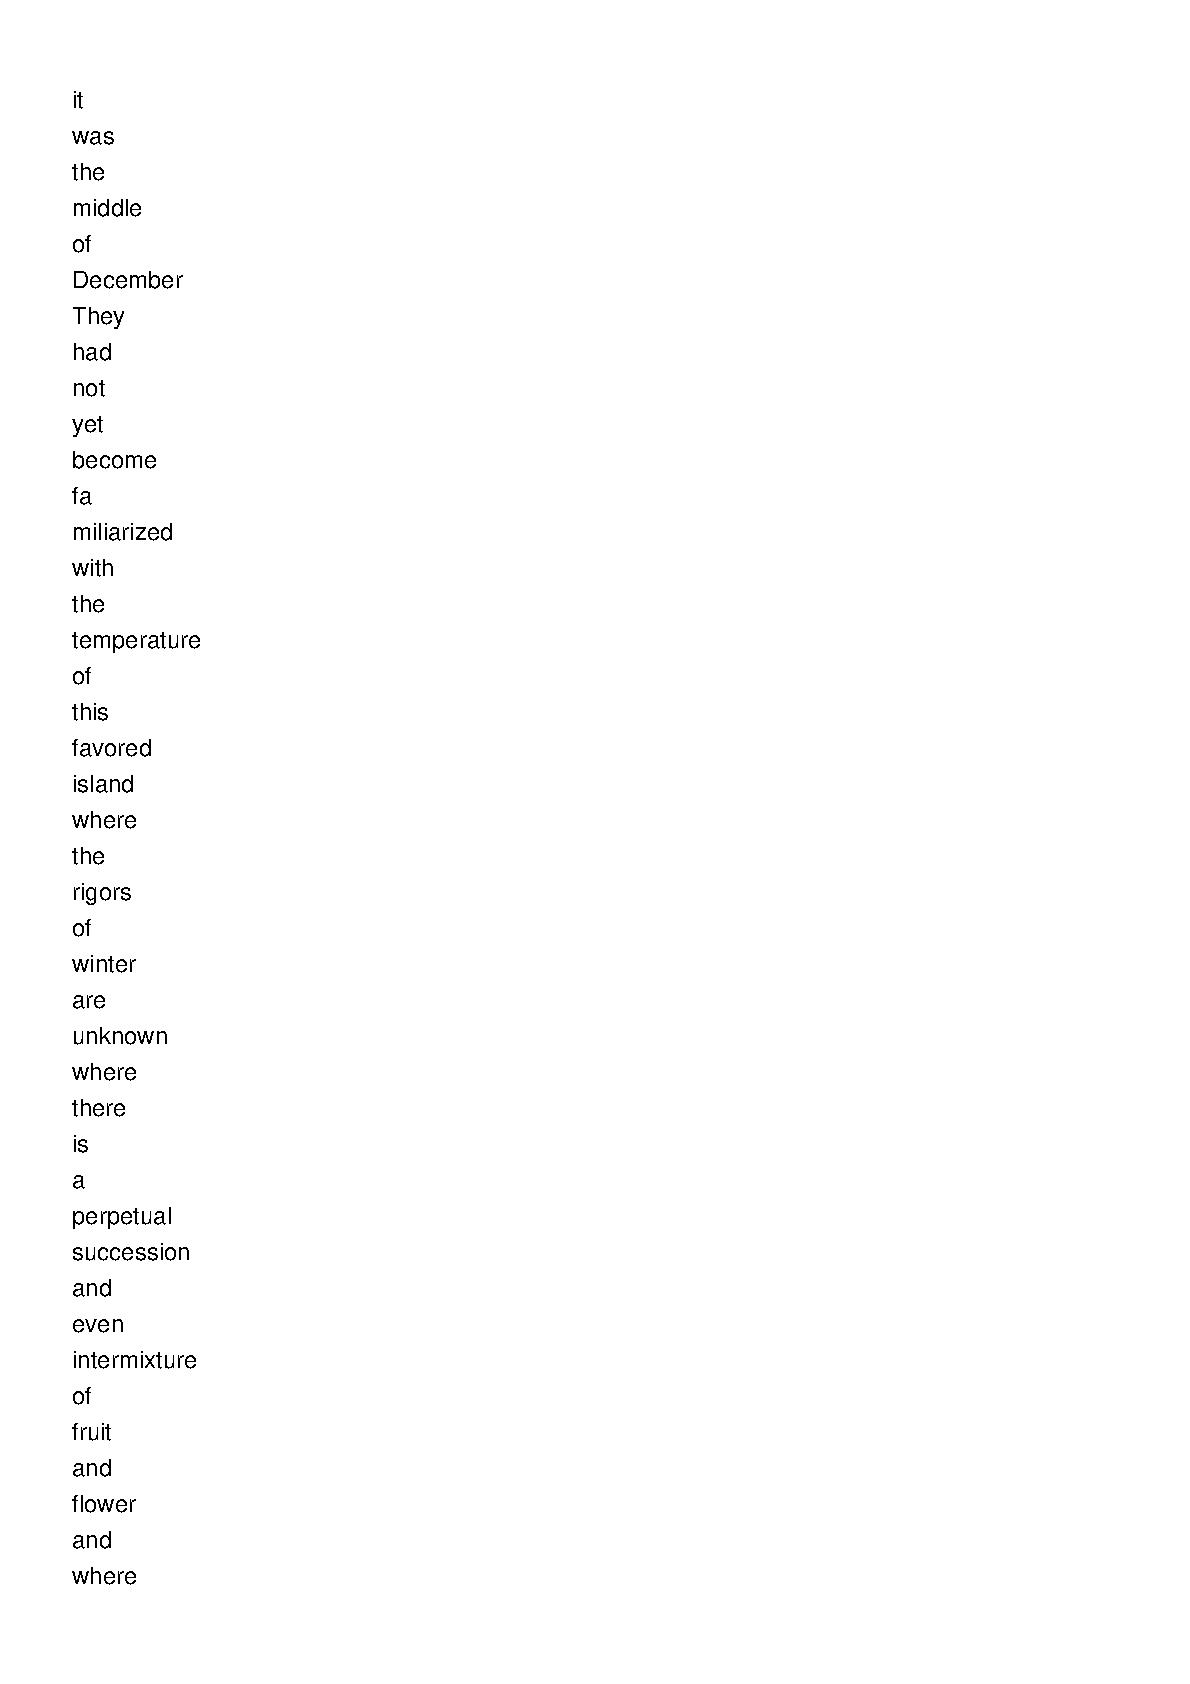 it
was
the
middle
of
December
They
had
not
yet
become
fa
miliarized
with
the
temperature
of
this
favored
island
where
the
rigors
of
winter
are
unknown
where
there
is
a
perpetual
succession
and
even
intermixture
of
fruit
and
flower
and
where